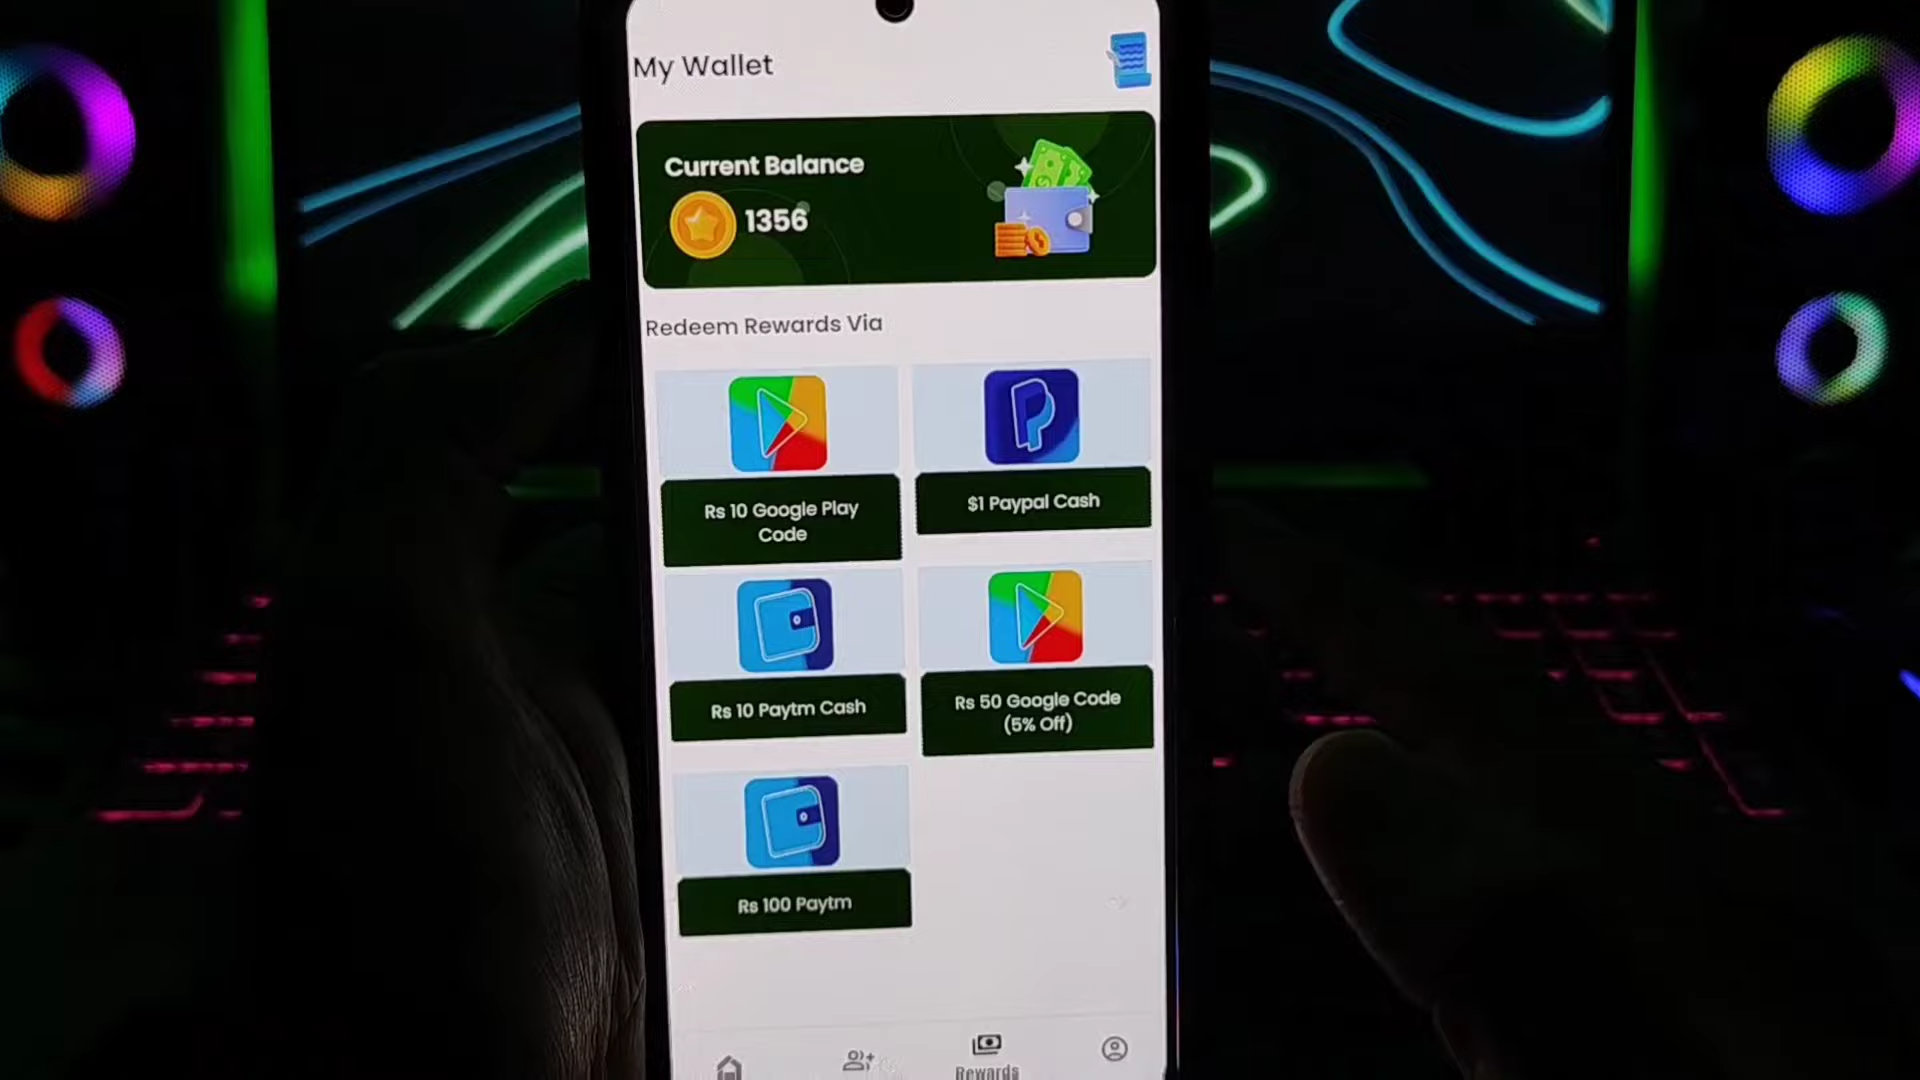 My Wallet
Current Balance
1356
Redeem Rewards Via
Rs 10 Google Play
Code
$1 Paypal Cash
Rs 10 Paytm Cash
Rs 50 Google Code
(5% Off)
Rs 100 Paytm
Rewards